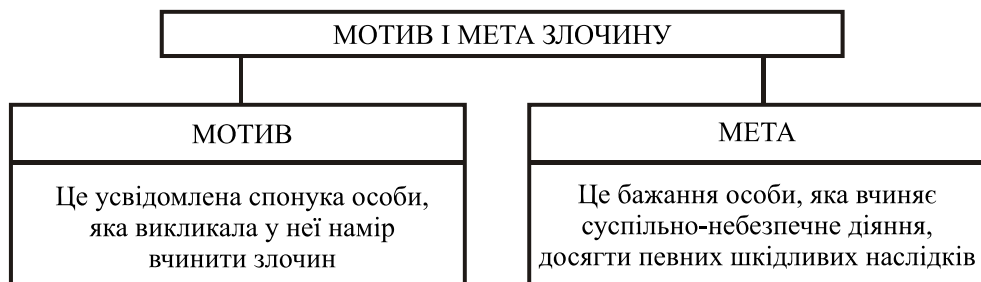 МОТИВ І МЕТА ЗЛОЧИНУ
МОТИВ
Це усвідомлена спонука особи,
яка викликала у неї намір
вчинити злочин
МЕТА
Це бажання особи, яка вчиняє
суспільно-небезпечне діяння,
досягти певних шкідливих наслідків